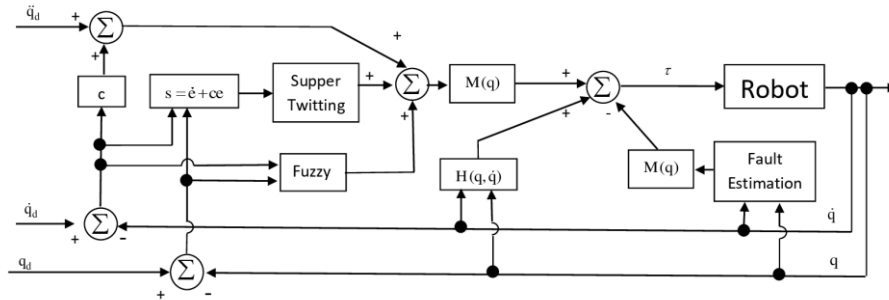 q̈d
+
Σ
+
+
c
s = ė + ce
Supper
Twitting
+
Σ
+
M(q)
+
Σ
+
-
τ
Robot
Fuzzy
H(q, q̇)
M(q)
Fault
Estimation
q̇d
+
Σ
-
q̇
qd
+
Σ
-
q